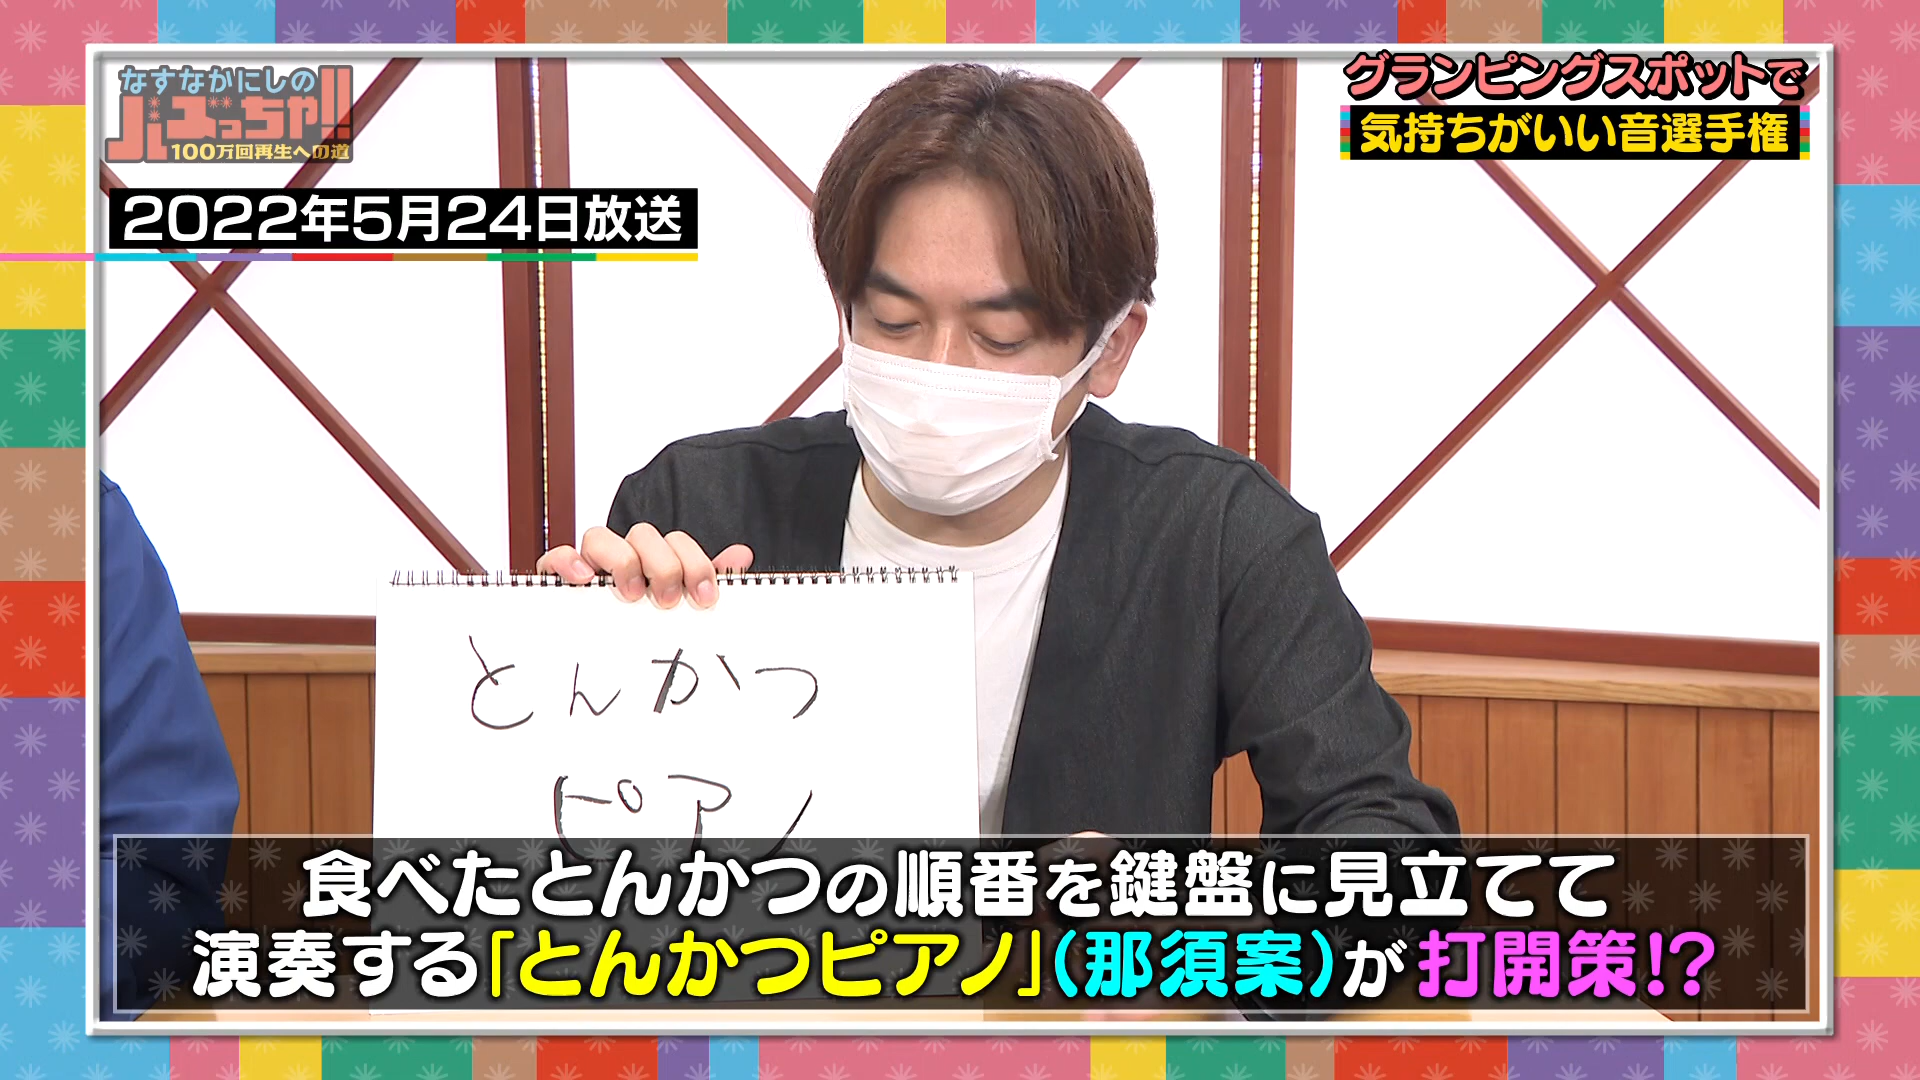 なすなかにしの
バズっちゃ!!
100万回再生への道
グランピングスポットで
気持ちがいい音選手権
2022年5月24日放送
とんかつ
ピアノ
食べたとんかつの順番を鍵盤に見立てて
演奏する「とんかつピアノ」(那須案)が打開策!?